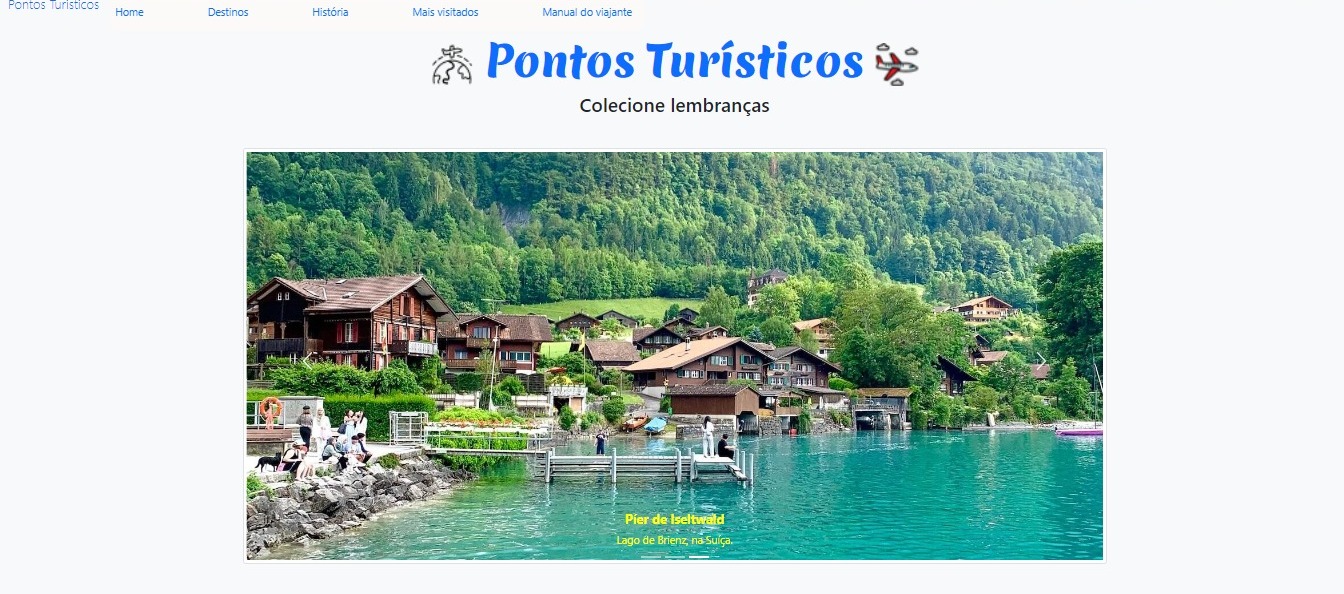 Pontos Turísticos
Home
Destinos
História
Mais visitados
Manual do viajante
Pontos Turísticos
Colecione lembranças
Pier de Iseltwald
Lago de Brienz, na Suíça.